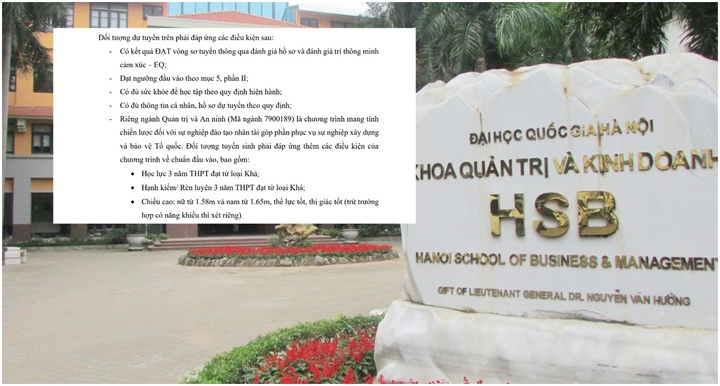 Đối tượng dự tuyển trên phải đáp ứng các điều kiện sau:
- Có kết quả ĐẠT vòng sơ tuyển thông qua đánh giá hồ sơ và đánh giá trí thông minh
cảm xúc – EQ;
- Đạt ngưỡng đầu vào theo mục 5, phần II;
- Có đủ sức khỏe để học tập theo quy định hiện hành;
- Có đủ thông tin cá nhân, hồ sơ dự tuyển theo quy định;
- Riêng ngành Quản trị và An ninh (Mã ngành 7900189) là chương trình mang tính
chiến lược đối với sự nghiệp đào tạo nhân tài góp phần phục vụ sự nghiệp xây dựng
và bảo vệ Tổ quốc. Đối tượng tuyển sinh phải đáp ứng thêm các điều kiện của
chương trình về chuẩn đầu vào, bao gồm:
• Học lực 3 năm THPT đạt từ loại Khá;
• Hạnh kiểm/ Rèn luyện 3 năm THPT đạt từ loại Khá;
• Chiều cao: nữ từ 1.58m và nam từ 1.65m, thể lực tốt, thị giác tốt (trừ trường
hợp có năng khiếu thì xét riêng).
ĐẠI HỌC QUỐC GIA HÀ NỘI
KHOA QUẢN TRỊ VÀ KINH DOANH
HSB
HANOI SCHOOL OF BUSINESS & MANAGEMENT
GIFT OF LIEUTENANT GENERAL DR. NGUYỄN VĂN HƯỞNG